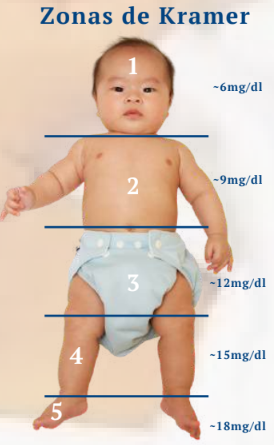 Zonas de Kramer
1
~6mg/dl
2
~9mg/dl
3
~12mg/dl
4
~15mg/dl
5
~18mg/dl